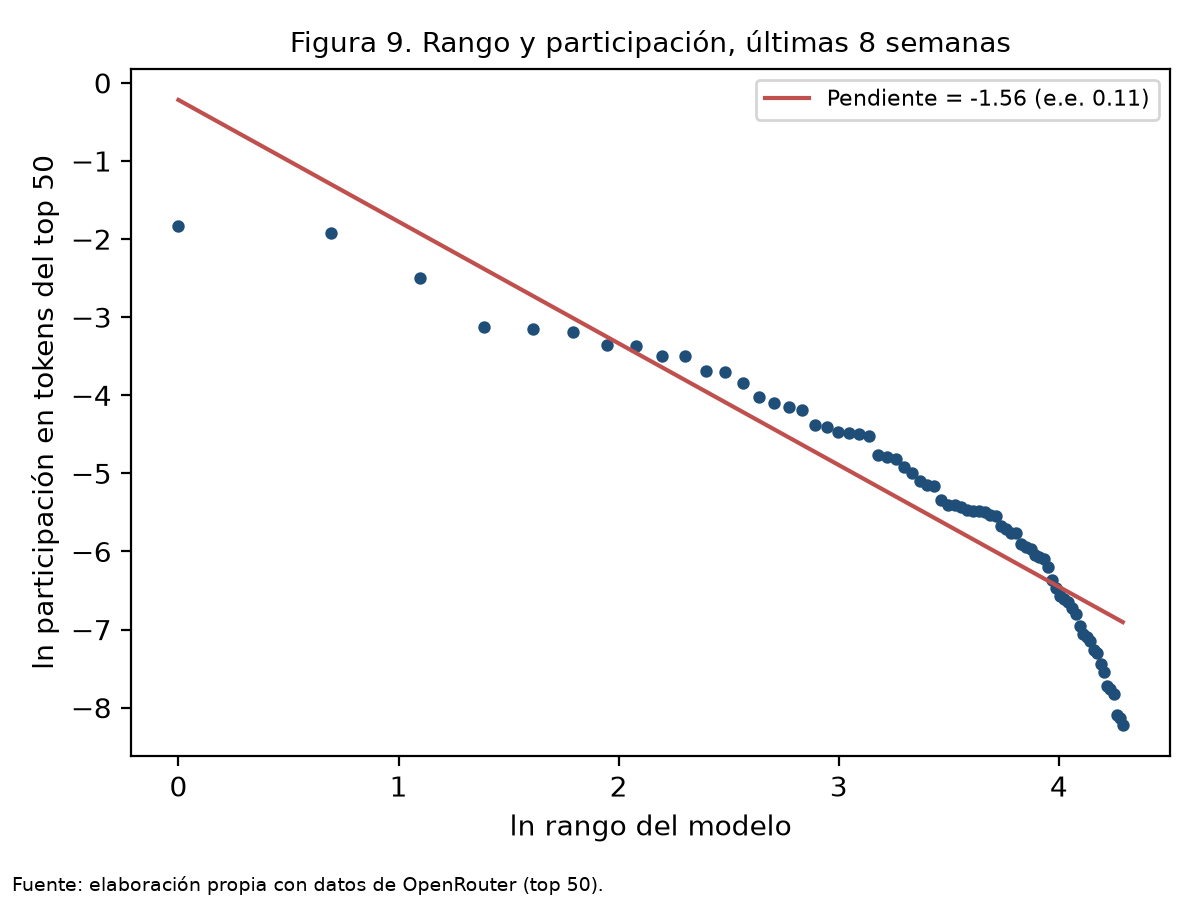 Figura 9. Rango y participación, últimas 8 semanas
Pendiente = -1.56 (e.e. 0.11)
ln participación en tokens del top 50
0
−1
−2
−3
−4
−5
−6
−7
−8
0 1 2 3 4
ln rango del modelo
Fuente: elaboración propia con datos de OpenRouter (top 50).